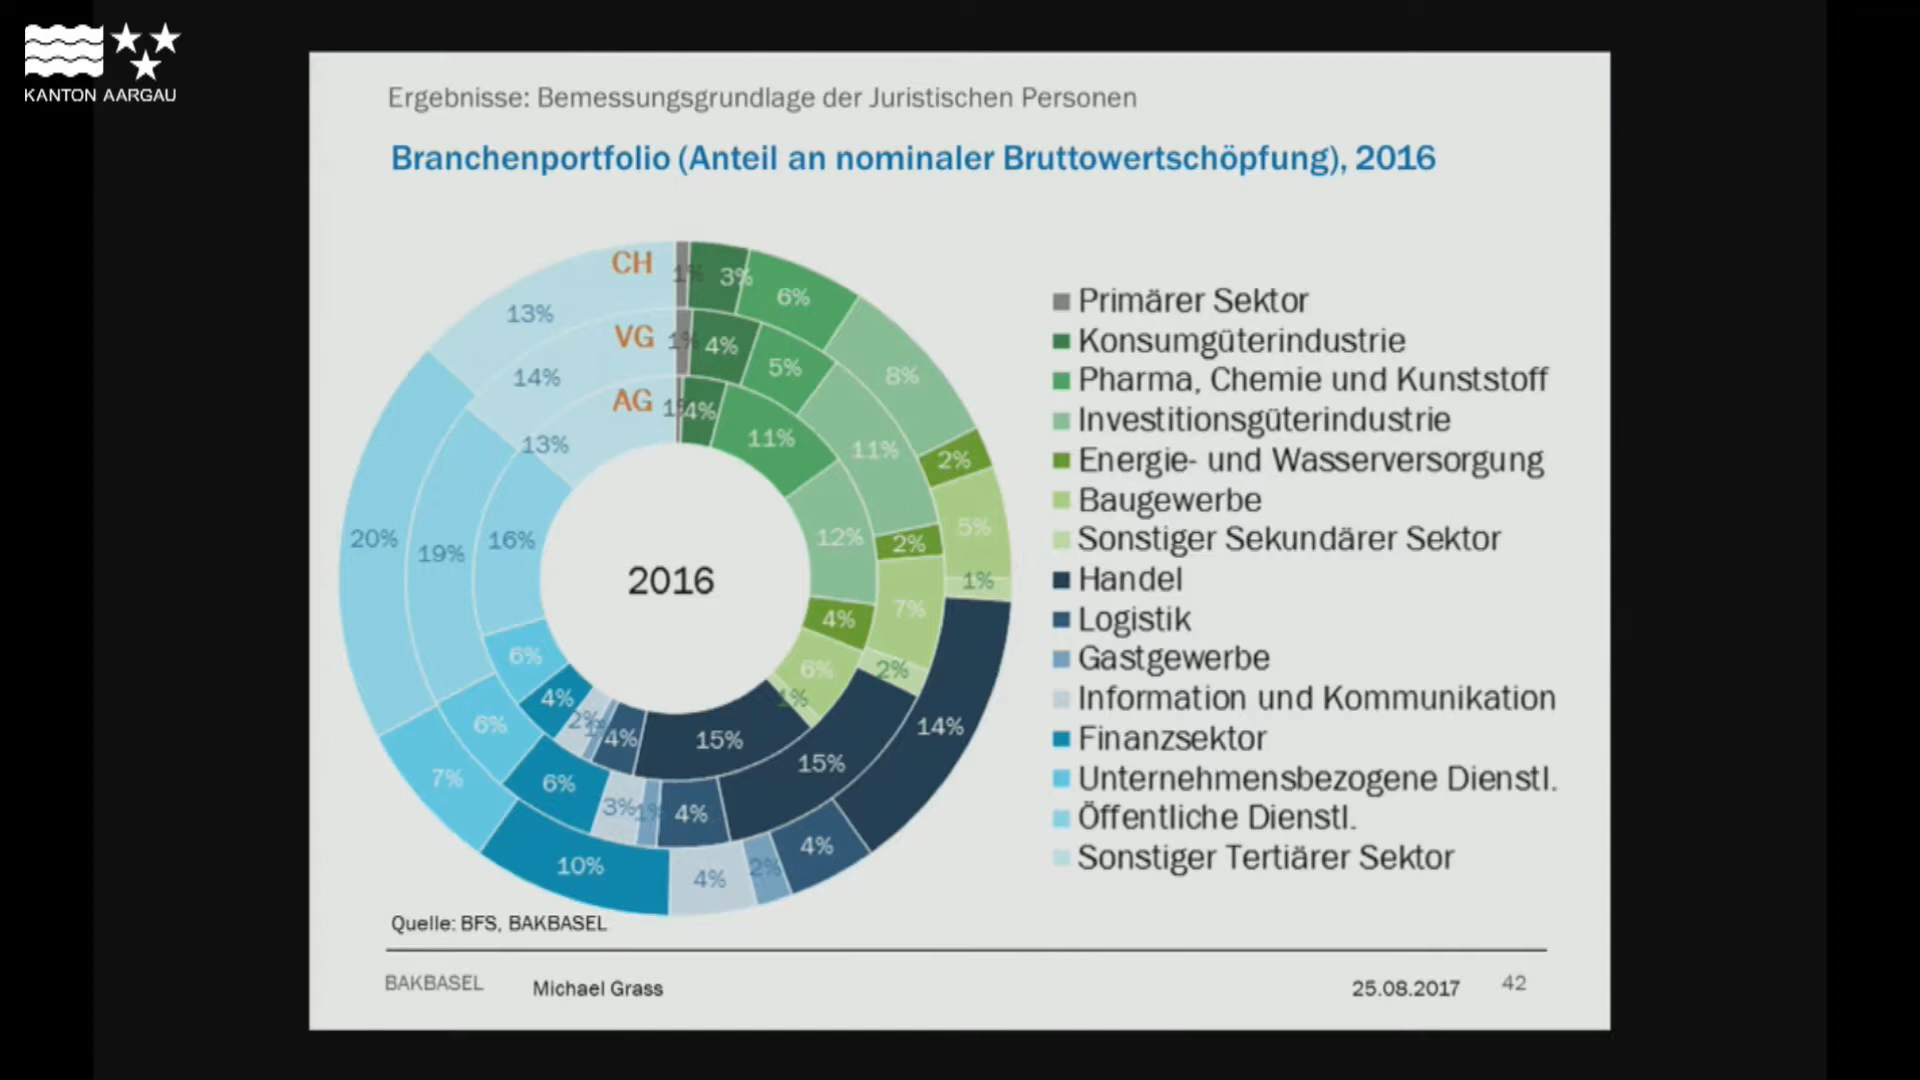 KANTON AARGAU
Ergebnisse: Bemessungsgrundlage der Juristischen Personen
Branchenportfolio (Anteil an nominaler Bruttowertschöpfung), 2016
CH
1%
3%
6%
8%
2%
5%
1%
14%
4%
2%
4%
10%
7%
20%
13%
VG
1%
4%
5%
11%
2%
7%
2%
15%
4%
1%
3%
6%
6%
19%
14%
AG
1%
4%
11%
12%
4%
6%
1%
15%
4%
2%
4%
6%
16%
13%
2016
Primärer Sektor
Konsumgüterindustrie
Pharma, Chemie und Kunststoff
Investitionsgüterindustrie
Energie- und Wasserversorgung
Baugewerbe
Sonstiger Sekundärer Sektor
Handel
Logistik
Gastgewerbe
Information und Kommunikation
Finanzsektor
Unternehmensbezogene Dienstl.
Öffentliche Dienstl.
Sonstiger Tertiärer Sektor
Quelle: BFS, BAKBASEL
BAKBASEL Michael Grass 25.08.2017 42